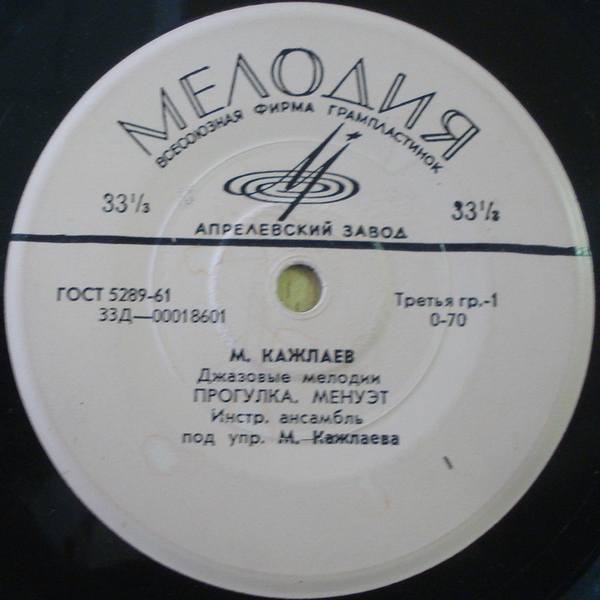 МЕЛОДИЯ
ВСЕСОЮЗНАЯ ФИРМА ГРАМПЛАСТИНОК
33⅓ 33⅓
АПРЕЛЕВСКИЙ ЗАВОД
ГОСТ 5289-61 Третья гр.-1
33Д—00018601 0-70
М. КАЖЛАЕВ
Джазовые мелодии
ПРОГУЛКА. МЕНУЭТ
Инстр. ансамбль
под упр. М. Кажлаева